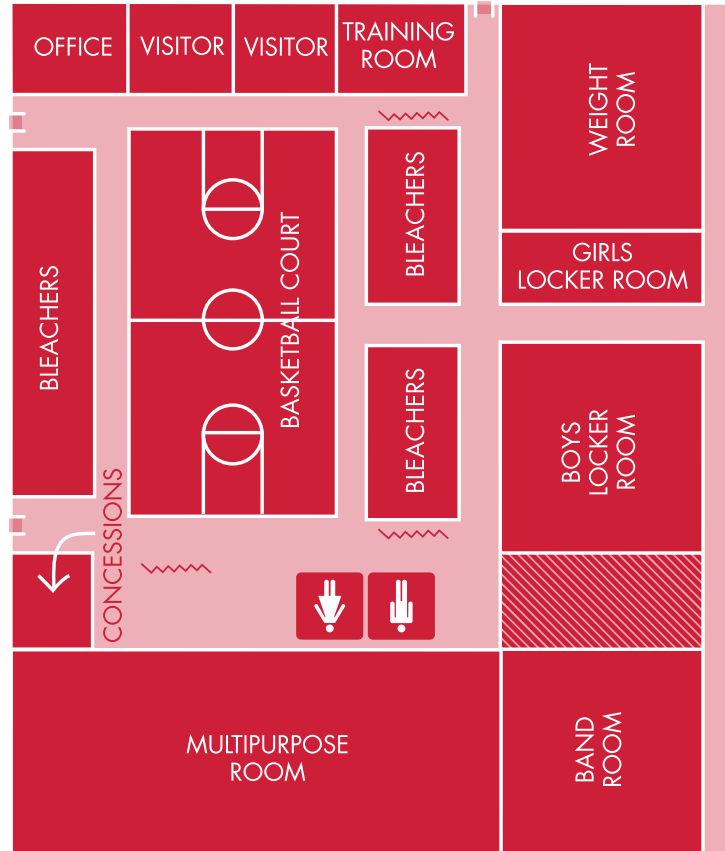 OFFICE
VISITOR
VISITOR
TRAINING
ROOM
WEIGHT
ROOM
BLEACHERS
GIRLS
LOCKER ROOM
BASKETBALL COURT
BLEACHERS
BLEACHERS
BOYS
LOCKER
ROOM
CONCESSIONS
MULTIPURPOSE
ROOM
BAND
ROOM